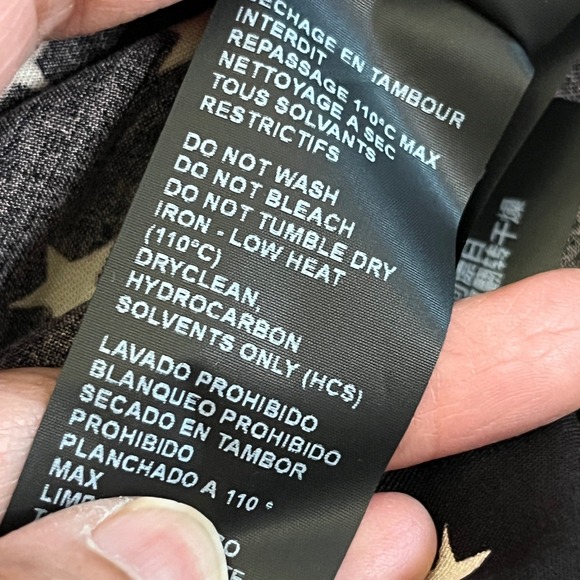 SECHAGE EN TAMBOUR
INTERDIT
REPASSAGE 110°C MAX
NETTOYAGE A SEC
TOUS SOLVANTS
RESTRICTIFS
DO NOT WASH
DO NOT BLEACH
DO NOT TUMBLE DRY
IRON - LOW HEAT
(110°C)
DRYCLEAN,
HYDROCARBON
SOLVENTS ONLY (HCS)
LAVADO PROHIBIDO
BLANQUEO PROHIBIDO
SECADO EN TAMBOR
PROHIBIDO
PLANCHADO A 110°
MAX